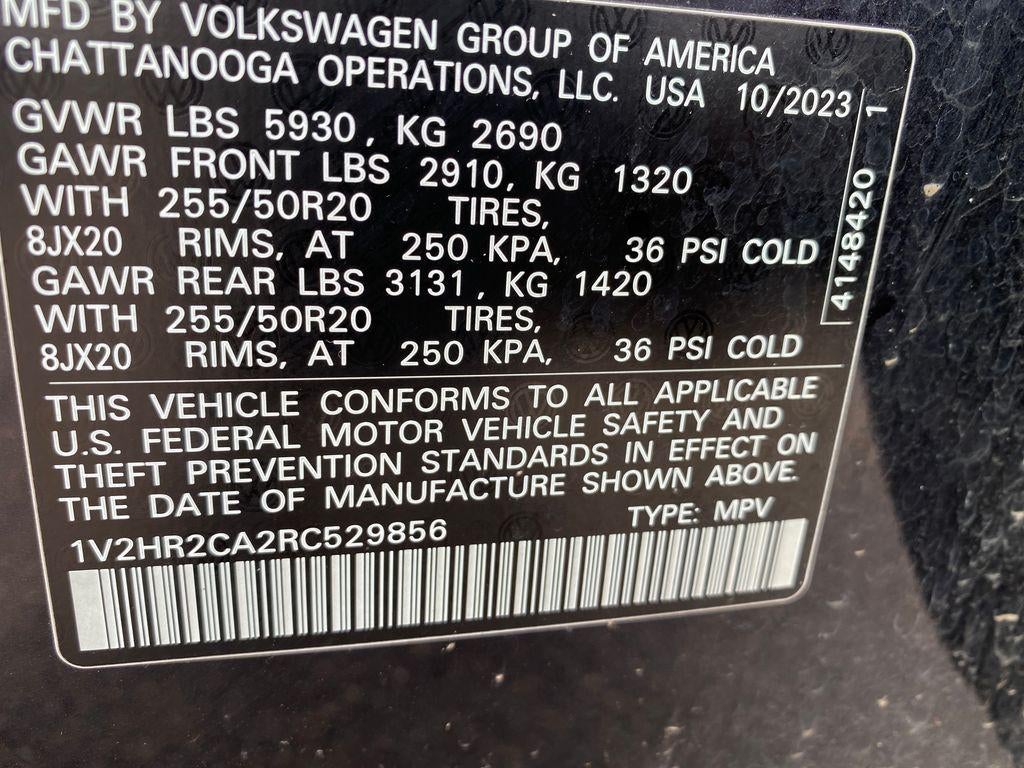 MFD BY VOLKSWAGEN GROUP OF AMERICA
CHATTANOOGA OPERATIONS, LLC. USA 10/2023
GVWR LBS 5930, KG 2690
GAWR FRONT LBS 2910, KG 1320
WITH 255/50R20 TIRES,
8JX20 RIMS, AT 250 KPA, 36 PSI COLD
GAWR REAR LBS 3131, KG 1420
WITH 255/50R20 TIRES,
8JX20 RIMS, AT 250 KPA, 36 PSI COLD
4148420 1
THIS VEHICLE CONFORMS TO ALL APPLICABLE
U.S. FEDERAL MOTOR VEHICLE SAFETY AND
THEFT PREVENTION STANDARDS IN EFFECT ON
THE DATE OF MANUFACTURE SHOWN ABOVE.
1V2HR2CA2RC529856 TYPE: MPV